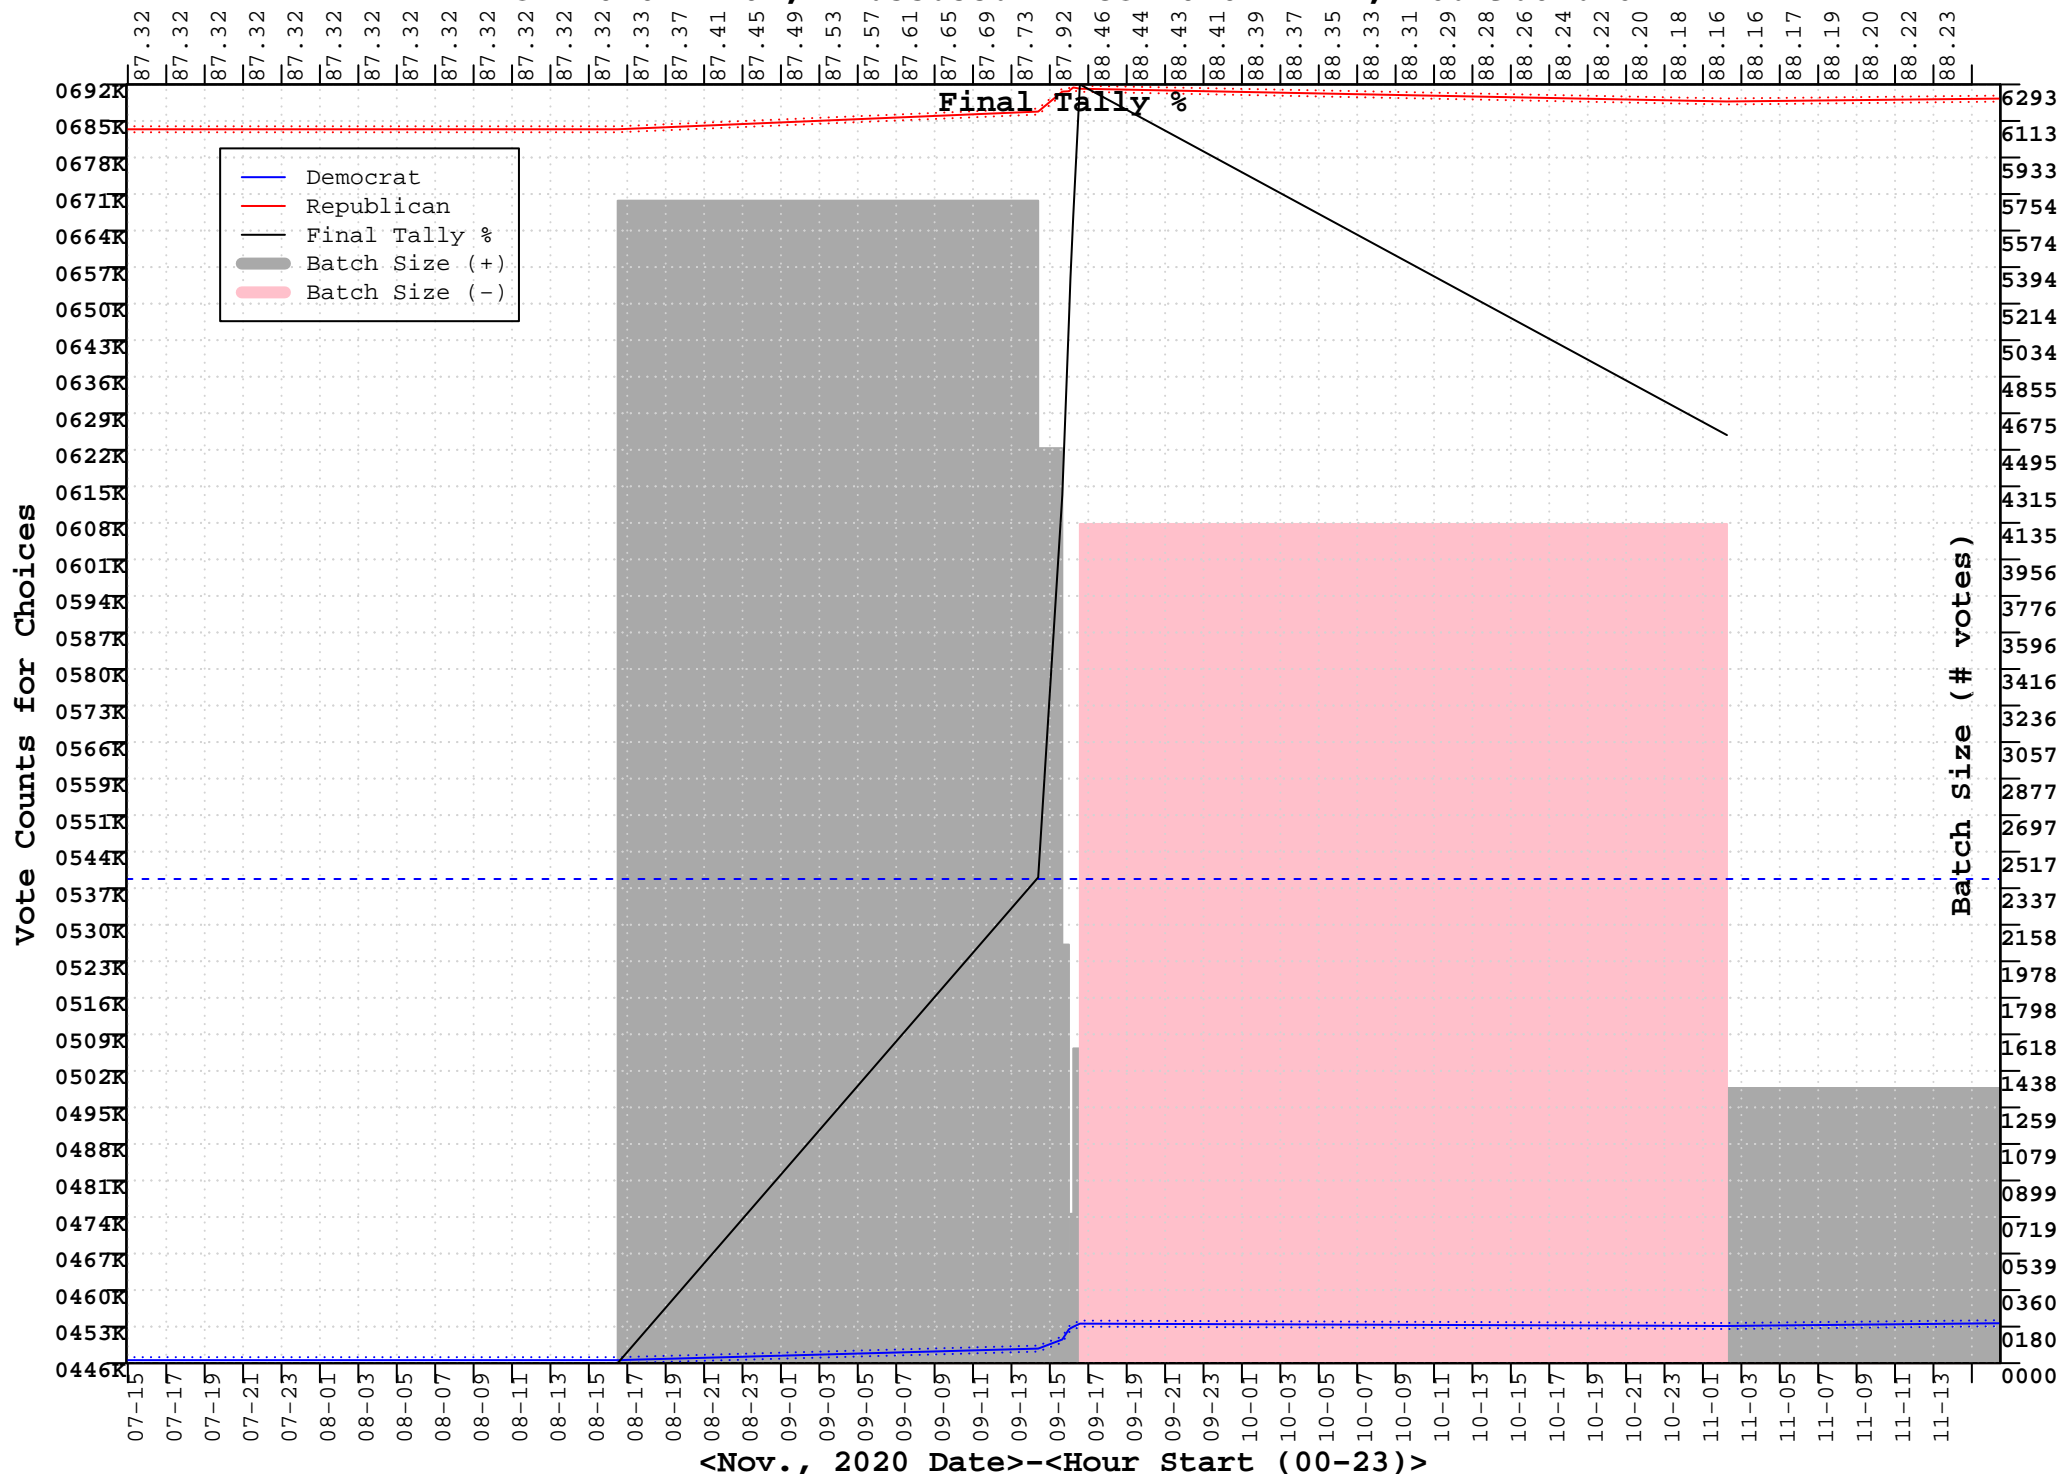 87.32 87.32 87.32 87.32 87.32 87.32 87.32 87.32 87.32 87.32 87.32 87.32 87.32 87.33 87.37 87.41 87.45 87.49 87.53 87.57 87.61 87.65 87.69 87.73 87.92 88.46 88.44 88.43 88.41 88.39 88.37 88.35 88.33 88.31 88.29 88.28 88.26 88.24 88.22 88.20 88.18 88.16 88.16 88.17 88.19 88.20 88.22 88.23
Final Tally %
Democrat
Republican
Final Tally %
Batch Size (+)
Batch Size (-)
Vote Counts for Choices
0692K
0685K
0678K
0671K
0664K
0657K
0650K
0643K
0636K
0629K
0622K
0615K
0608K
0601K
0594K
0587K
0580K
0573K
0566K
0559K
0551K
0544K
0537K
0530K
0523K
0516K
0509K
0502K
0495K
0488K
0481K
0474K
0467K
0460K
0453K
0446K
Batch Size (# votes)
6293
6113
5933
5754
5574
5394
5214
5034
4855
4675
4495
4315
4135
3956
3776
3596
3416
3236
3057
2877
2697
2517
2337
2158
1978
1798
1618
1438
1259
1079
0899
0719
0539
0360
0180
0000
07-15 07-17 07-19 07-21 07-23 08-01 08-03 08-05 08-07 08-09 08-11 08-13 08-15 08-17 08-19 08-21 08-23 09-01 09-03 09-05 09-07 09-09 09-11 09-13 09-15 09-17 09-19 09-21 09-23 10-01 10-03 10-05 10-07 10-09 10-11 10-13 10-15 10-17 10-19 10-21 10-23 11-01 11-03 11-05 11-07 11-09 11-11 11-13
<Nov., 2020 Date>-<Hour Start (00-23)>